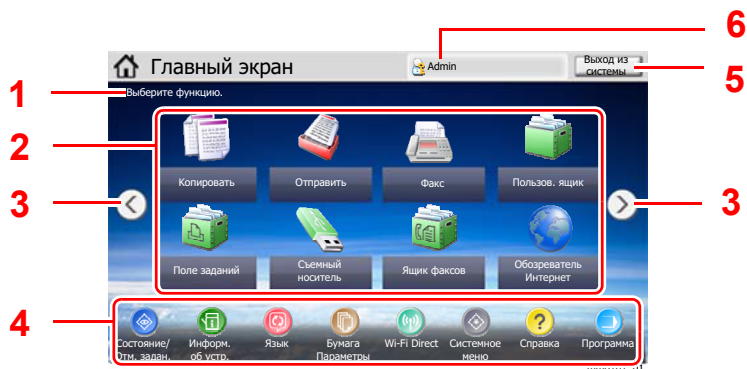 6
Главный экран
Admin
Выход из
системы
5
1
Выберите функцию.
2
Копировать
Отправить
Факс
Пользов. ящик
3
3
Поле заданий
Съемный
носитель
Ящик факсов
Обозреватель
Интернет
4
Состояние/
Отм. задан.
Информ.
об устр.
Язык
Бумага
Параметры
Wi-Fi Direct
Системное
меню
?
Справка
Программа